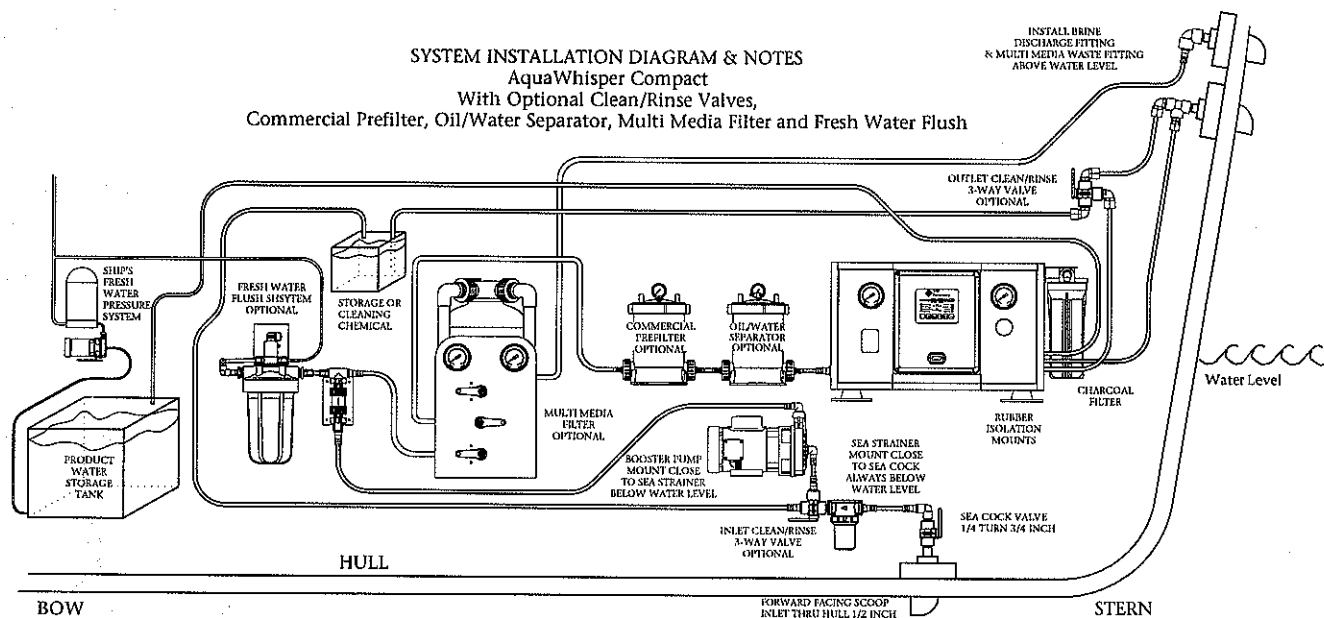 SYSTEM INSTALLATION DIAGRAM & NOTES
AquaWhisper Compact
With Optional Clean/Rinse Valves,
Commercial Prefilter, Oil/Water Separator, Multi Media Filter and Fresh Water Flush
INSTALL BRINE
DISCHARGE FITTING
& MULTI MEDIA WASTE FITTING
ABOVE WATER LEVEL
OUTLET CLEAN/RINSE
3-WAY VALVE
OPTIONAL
SHIP'S
FRESH
WATER
PRESSURE
SYSTEM
FRESH WATER
FLUSH SHSYTEM
OPTIONAL
STORAGE OR
CLEANING
CHEMICAL
COMMERCIAL
PREFILTER
OPTIONAL
OIL/WATER
SEPARATOR
OPTIONAL
CHARCOAL
FILTER
Water Level
RUBBER
ISOLATION
MOUNTS
MULTI MEDIA
FILTER
OPTIONAL
PRODUCT
WATER
STORAGE
TANK
BOOSTER PUMP
MOUNT CLOSE
TO SEA STRAINER
BELOW WATER LEVEL
SEA STRAINER
MOUNT CLOSE
TO SEA COCK
ALWAYS BELOW
WATER LEVEL
SEA COCK VALVE
1/4 TURN 3/4 INCH
INLET CLEAN/RINSE
3-WAY VALVE
OPTIONAL
HULL
BOW
FORWARD FACING SCOOP
INLET THRU HULL 1/2 INCH
STERN